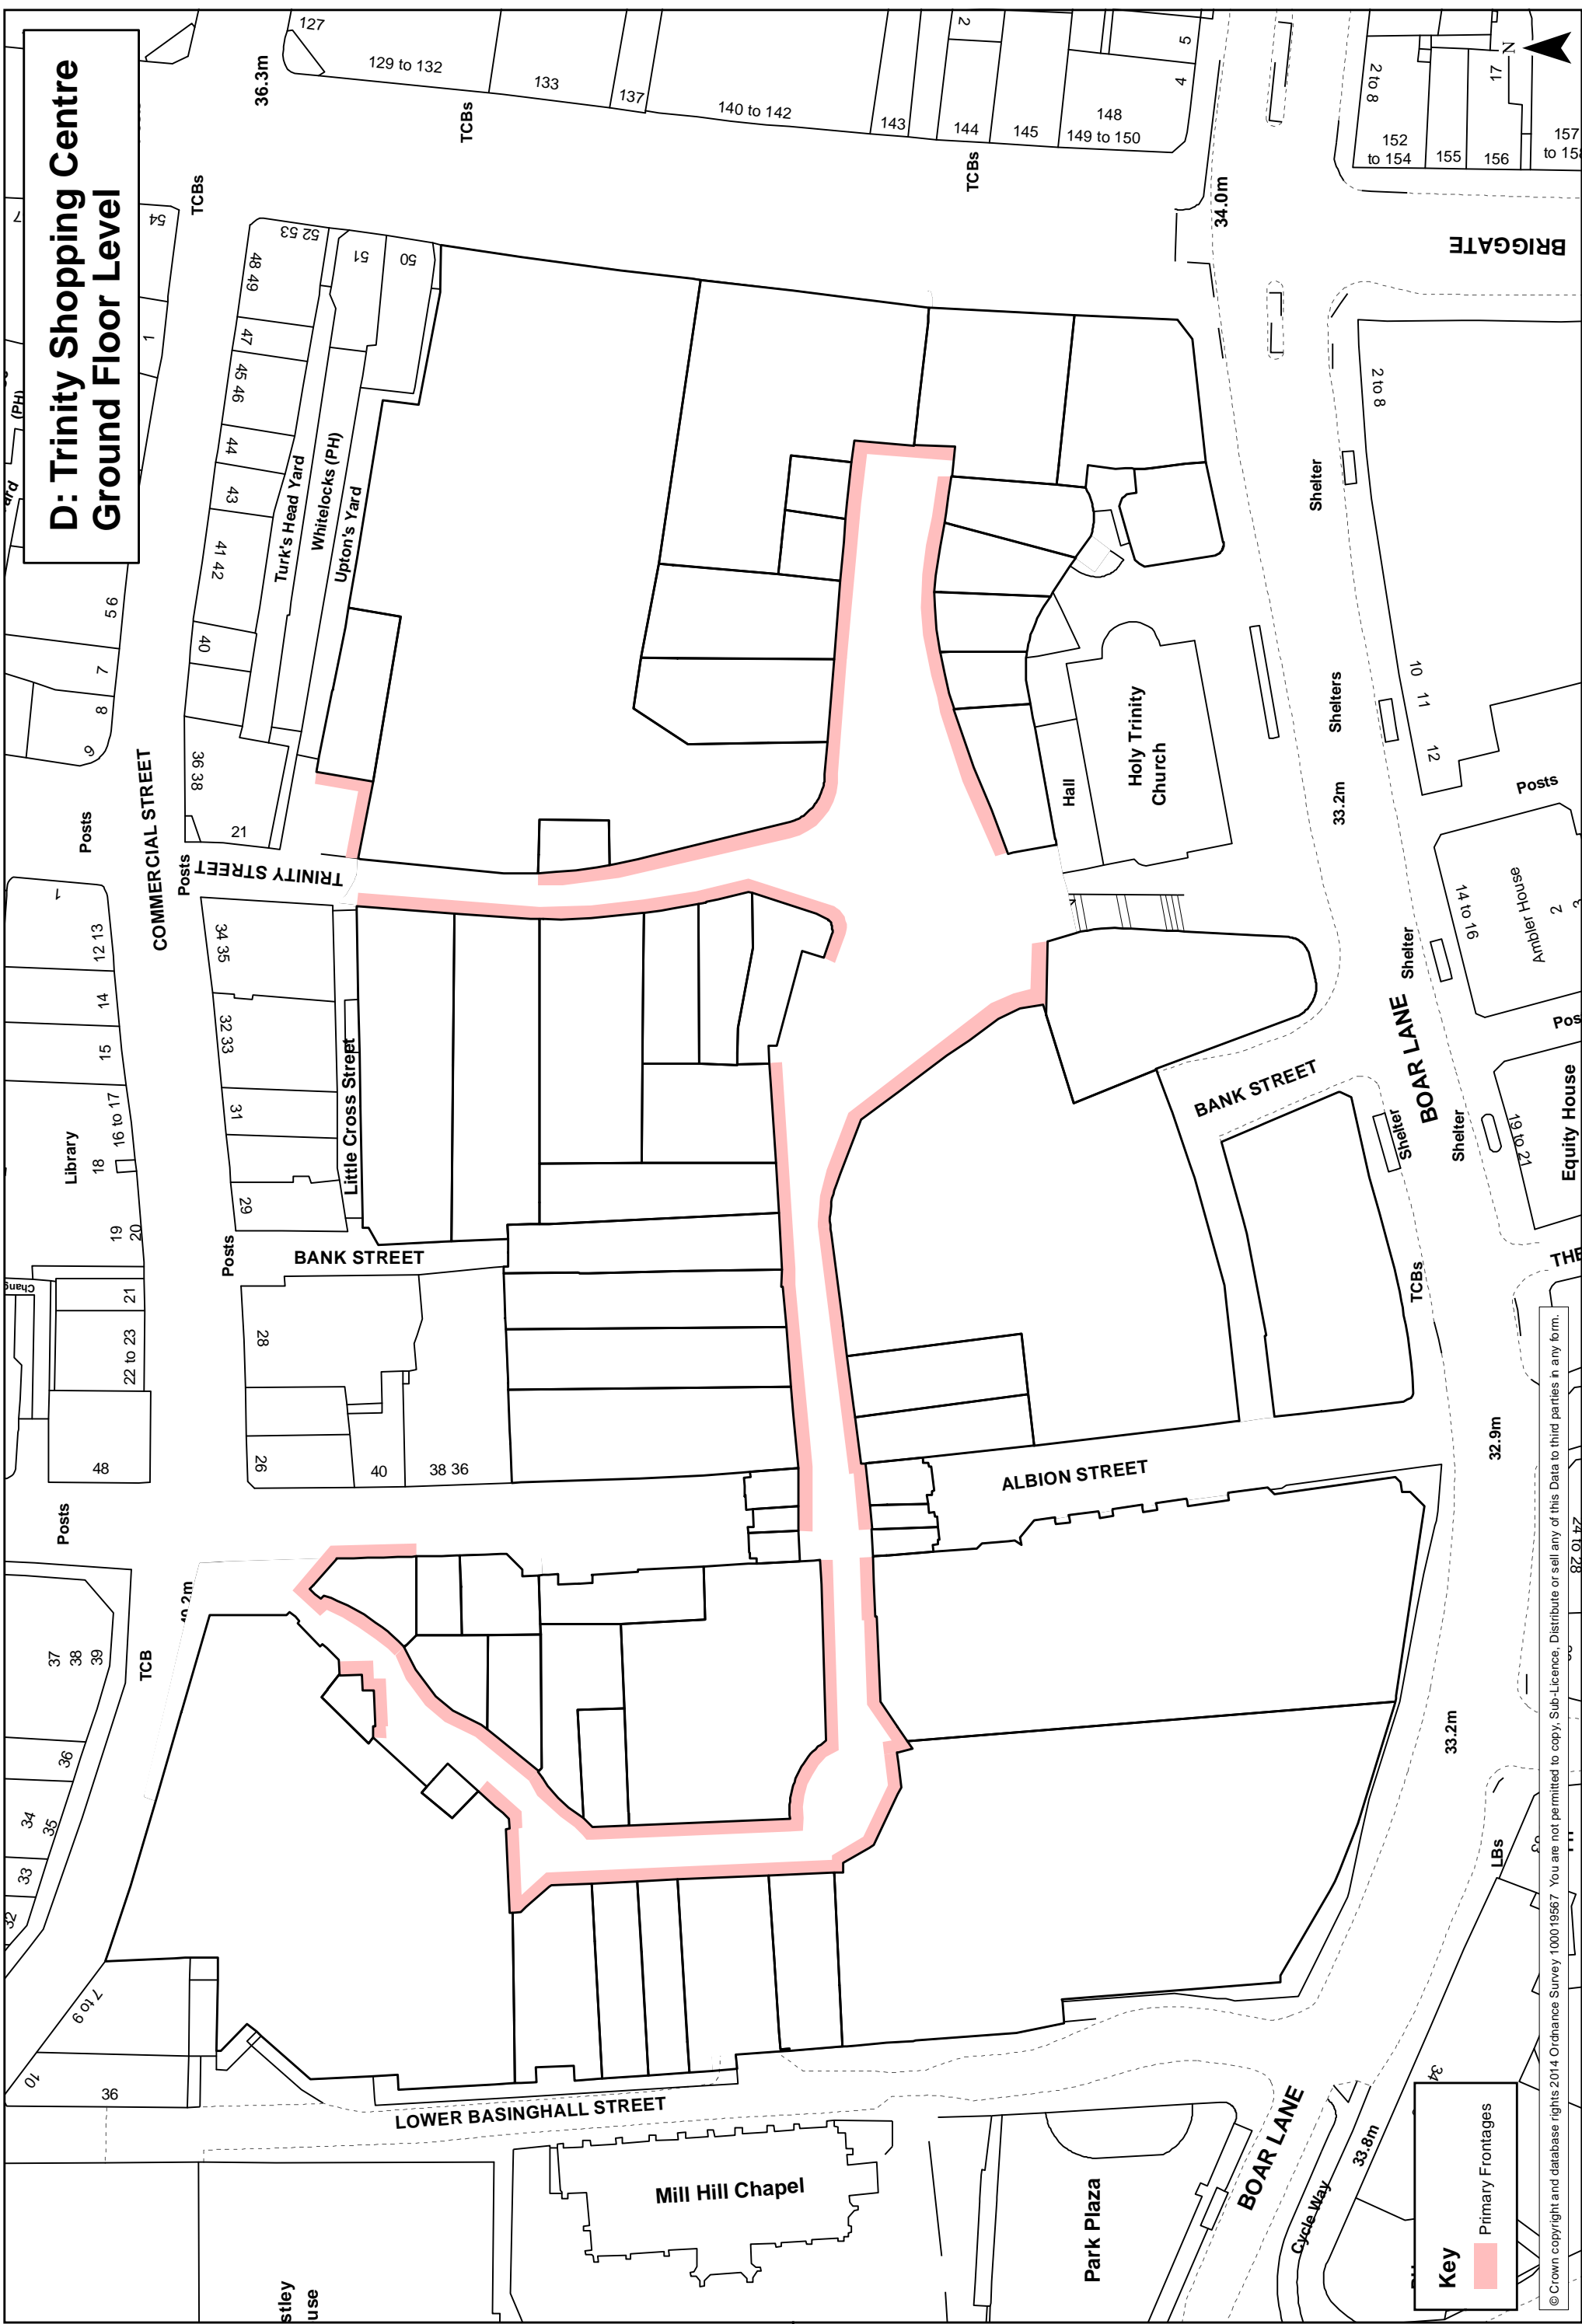 D: Trinity Shopping Centre
Ground Floor Level
127
129 to 132
133
137
140 to 142
143
144
145
148
149 to 150
2
5
4
2 to 8
152
to 154
155
156
17
N
157
36.3m
TCBs
TCBs
TCBs
34.0m
BRIGGATE
54
1
(PH)
52 53
51
50
48 49
47
45 46
44
43
41 42
40
36 38
21
Turk's Head Yard
Whitelocks (PH)
Upton's Yard
5 6
7
8
9
COMMERCIAL STREET
Posts
Posts
TRINITY STREET
1
12 13
14
15
16 to 17
18
Library
19
20
21
22 to 23
48
34 35
32 33
31
29
Little Cross Street
Posts
BANK STREET
28
26
40
38 36
Posts
2 to 8
Shelter
Shelters
10
11
12
33.2m
Hall
Holy Trinity
Church
Posts
Ambler House
14 to 16
2
3
Shelter
BOAR LANE
BANK STREET
Shelter
Shelter
19 to 21
Equity House
TCBs
ALBION STREET
32.9m
24 to 28
37
38
39
TCB
36
34
35
33
32
33.2m
LBs
7 to 9
10
36
LOWER BASINGHALL STREET
Mill Hill Chapel
Park Plaza
BOAR LANE
Cycle Way
33.8m
34
Key
Primary Frontages
© Crown copyright and database rights 2014 Ordnance Survey 100019567 You are not permitted to copy, Sub-Licence, Distribute or sell any of this Data to third parties in any form.